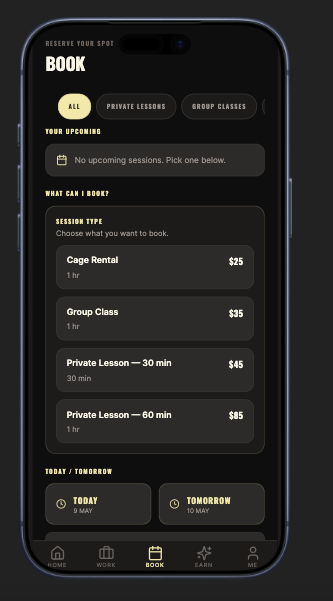 RESERVE YOUR SPOT
BOOK
ALL
PRIVATE LESSONS
GROUP CLASSES
YOUR UPCOMING
No upcoming sessions. Pick one below.
WHAT CAN I BOOK?
SESSION TYPE
Choose what you want to book.
Cage Rental $25
1 hr
Group Class $35
1 hr
Private Lesson — 30 min $45
30 min
Private Lesson — 60 min $85
1 hr
TODAY / TOMORROW
TODAY TOMORROW
9 MAY 10 MAY
HOME WORK BOOK EARN ME